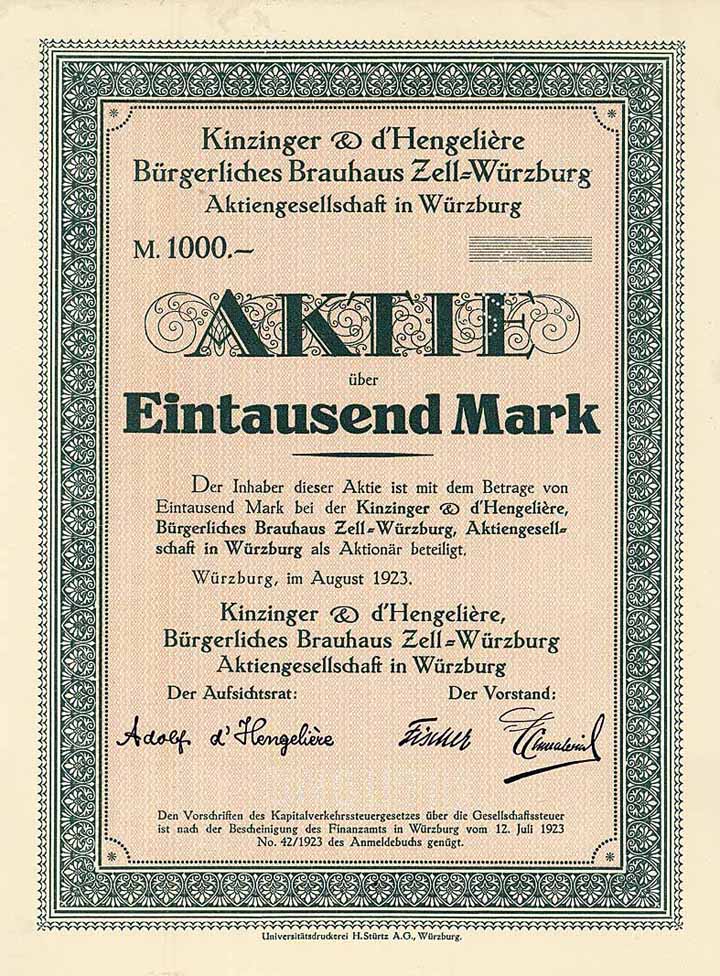 Kinzinger & d'Hengelière
Bürgerliches Brauhaus Zell=Würzburg
Aktiengesellschaft in Würzburg
M. 1000.–
AKTIE
über
Eintausend Mark
Der Inhaber dieser Aktie ist mit dem Betrage von
Eintausend Mark bei der Kinzinger & d'Hengelière,
Bürgerliches Brauhaus Zell=Würzburg, Aktiengesell=
schaft in Würzburg als Aktionär beteiligt.
Würzburg, im August 1923.
Kinzinger & d'Hengelière,
Bürgerliches Brauhaus Zell=Würzburg
Aktiengesellschaft in Würzburg
Der Aufsichtsrat: Der Vorstand:
Adolf d'Hengelière Fischer
Den Vorschriften des Kapitalverkehrssteuergesetzes über die Gesellschaftssteuer
ist nach der Bescheinigung des Finanzamts in Würzburg vom 12. Juli 1923
No. 42/1923 des Anmeldebuchs genügt.
Universitätsdruckerei H. Stürtz A.G., Würzburg.